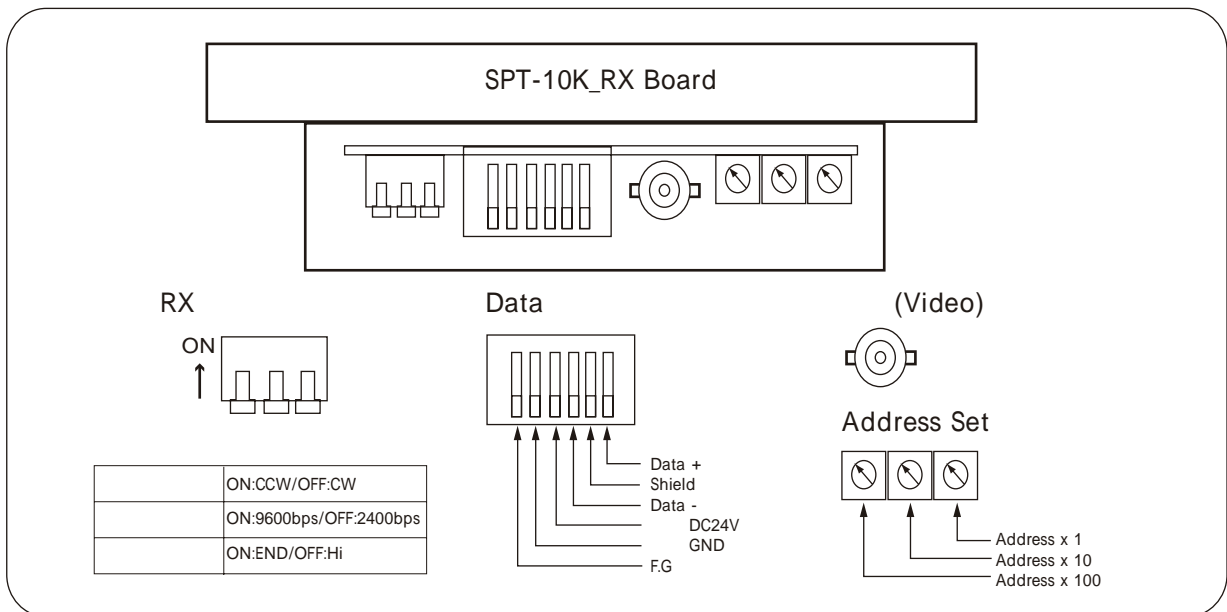 SPT-10K_RX Board
RX
Data
(Video)
ON
Address Set
Data +
Shield
Data -
DC24V
GND
F.G
ON:CCW/OFF:CW
ON:9600bps/OFF:2400bps
ON:END/OFF:Hi
Address x 1
Address x 10
Address x 100